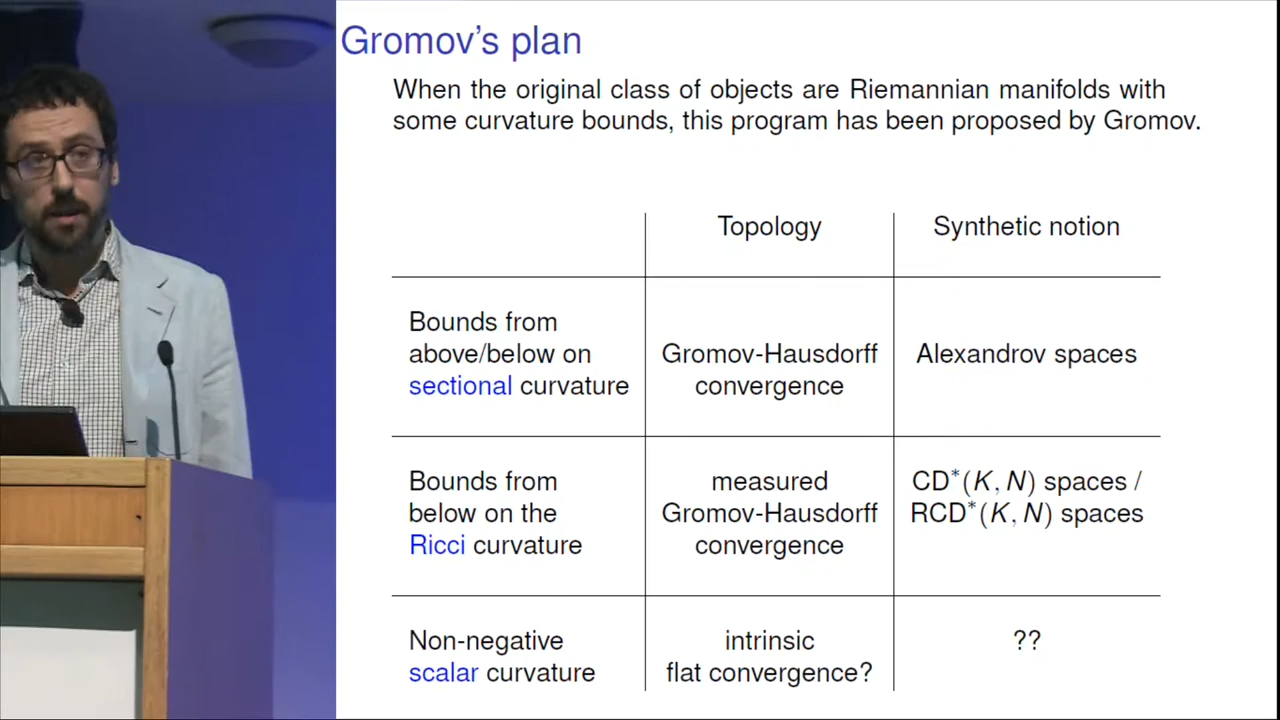 Gromov's plan
When the original class of objects are Riemannian manifolds with
some curvature bounds, this program has been proposed by Gromov.
Topology
Synthetic notion
Bounds from
above/below on
sectional curvature
Gromov-Hausdorff
convergence
Alexandrov spaces
Bounds from
below on the
Ricci curvature
measured
Gromov-Hausdorff
convergence
CD*(K, N) spaces /
RCD*(K, N) spaces
Non-negative
scalar curvature
intrinsic
flat convergence?
??